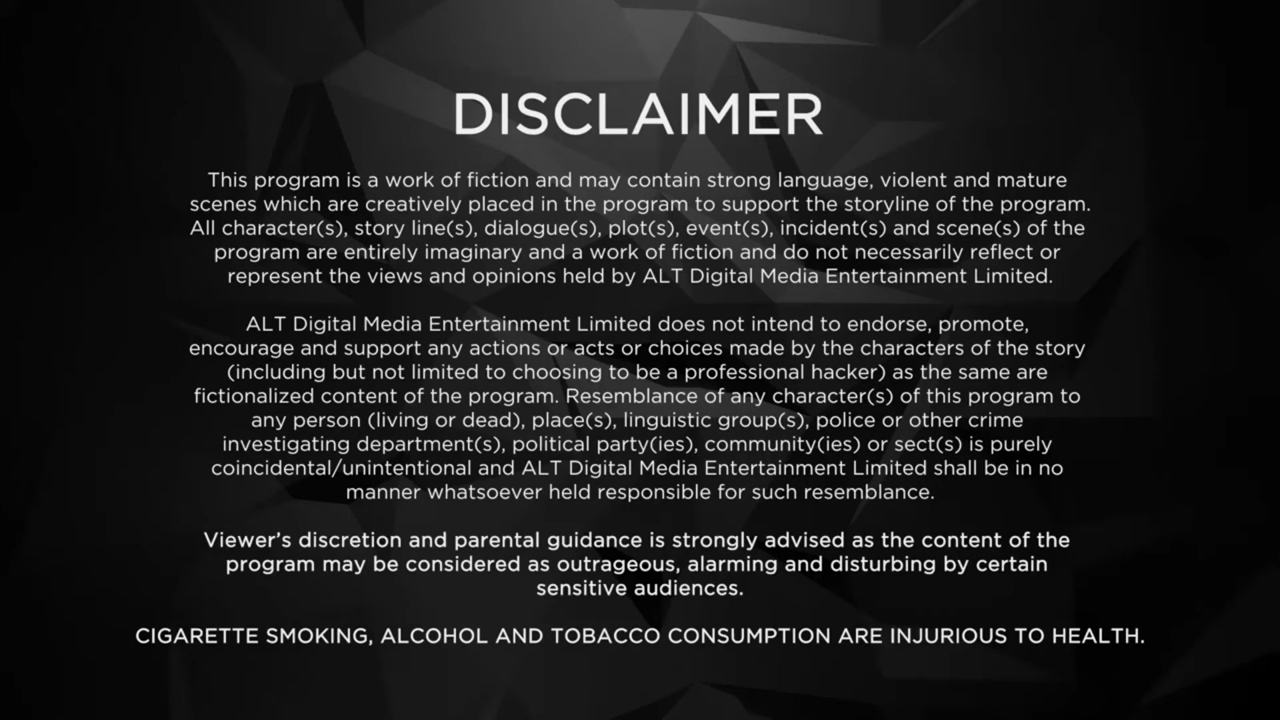 DISCLAIMER
This program is a work of fiction and may contain strong language, violent and mature
scenes which are creatively placed in the program to support the storyline of the program.
All character(s), story line(s), dialogue(s), plot(s), event(s), incident(s) and scene(s) of the
program are entirely imaginary and a work of fiction and do not necessarily reflect or
represent the views and opinions held by ALT Digital Media Entertainment Limited.
ALT Digital Media Entertainment Limited does not intend to endorse, promote,
encourage and support any actions or acts or choices made by the characters of the story
(including but not limited to choosing to be a professional hacker) as the same are
fictionalized content of the program. Resemblance of any character(s) of this program to
any person (living or dead), place(s), linguistic group(s), police or other crime
investigating department(s), political party(ies), community(ies) or sect(s) is purely
coincidental/unintentional and ALT Digital Media Entertainment Limited shall be in no
manner whatsoever held responsible for such resemblance.
Viewer's discretion and parental guidance is strongly advised as the content of the
program may be considered as outrageous, alarming and disturbing by certain
sensitive audiences.
CIGARETTE SMOKING, ALCOHOL AND TOBACCO CONSUMPTION ARE INJURIOUS TO HEALTH.